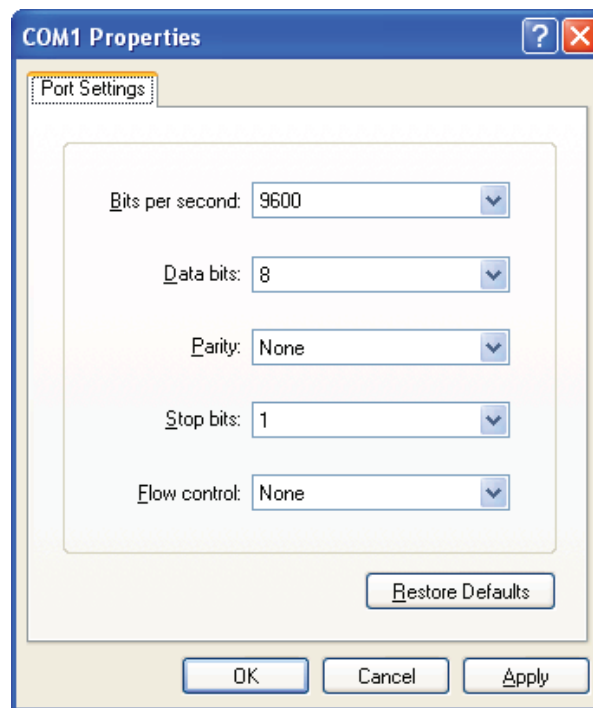 COM1 Properties
Port Settings
Bits per second: 9600
Data bits: 8
Parity: None
Stop bits: 1
Flow control: None
Restore Defaults
OK Cancel Apply